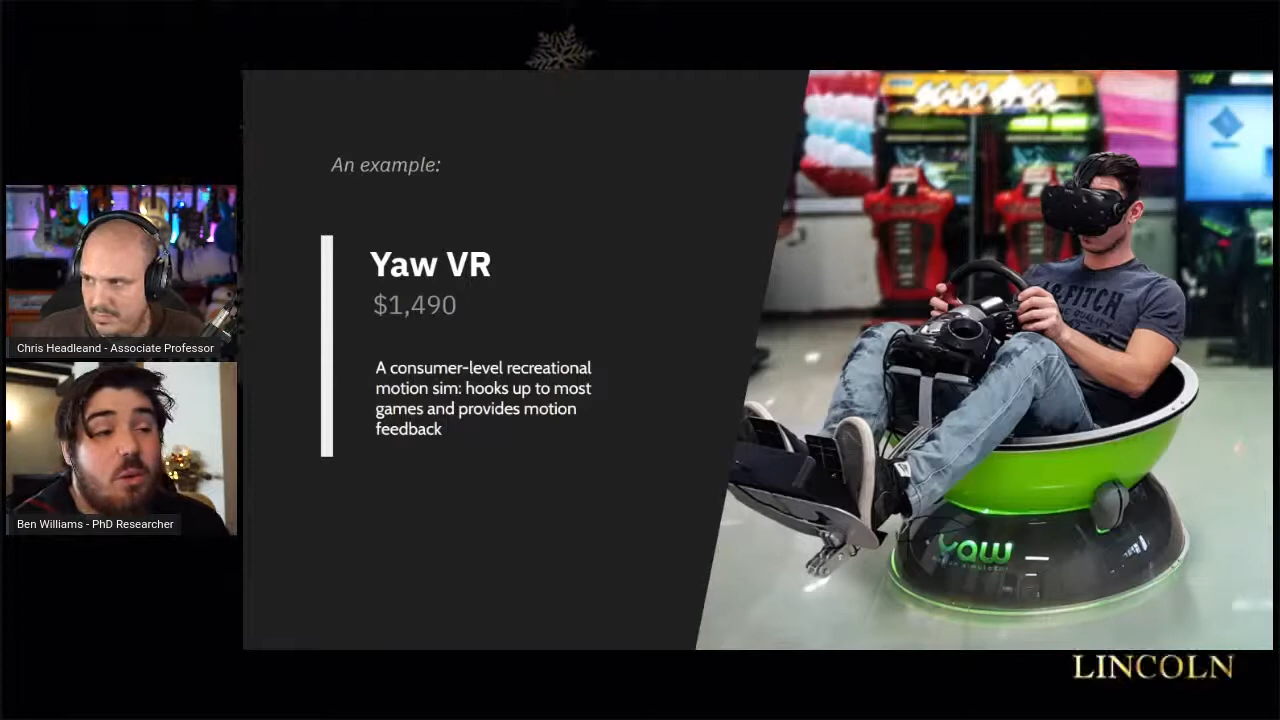 An example:
Yaw VR
$1,490
A consumer-level recreational
motion sim: hooks up to most
games and provides motion
feedback
Chris Headleand - Associate Professor
Ben Williams - PhD Researcher
FITCH
yaw
LINCOLN